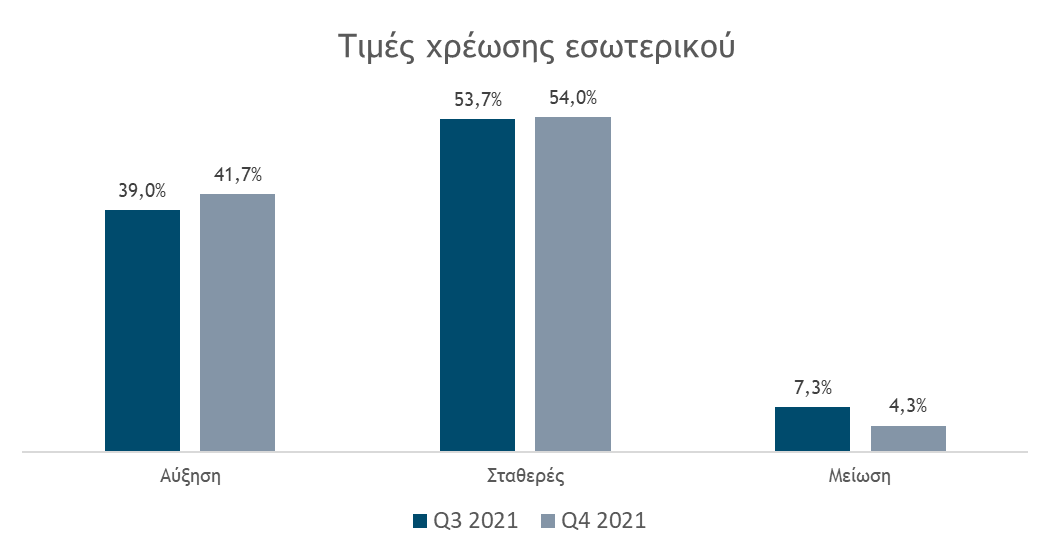 Τιμές χρέωσης εσωτερικού
53,7% 54,0%
39,0% 41,7%
7,3% 4,3%
Αύξηση Σταθερές Μείωση
Q3 2021 Q4 2021